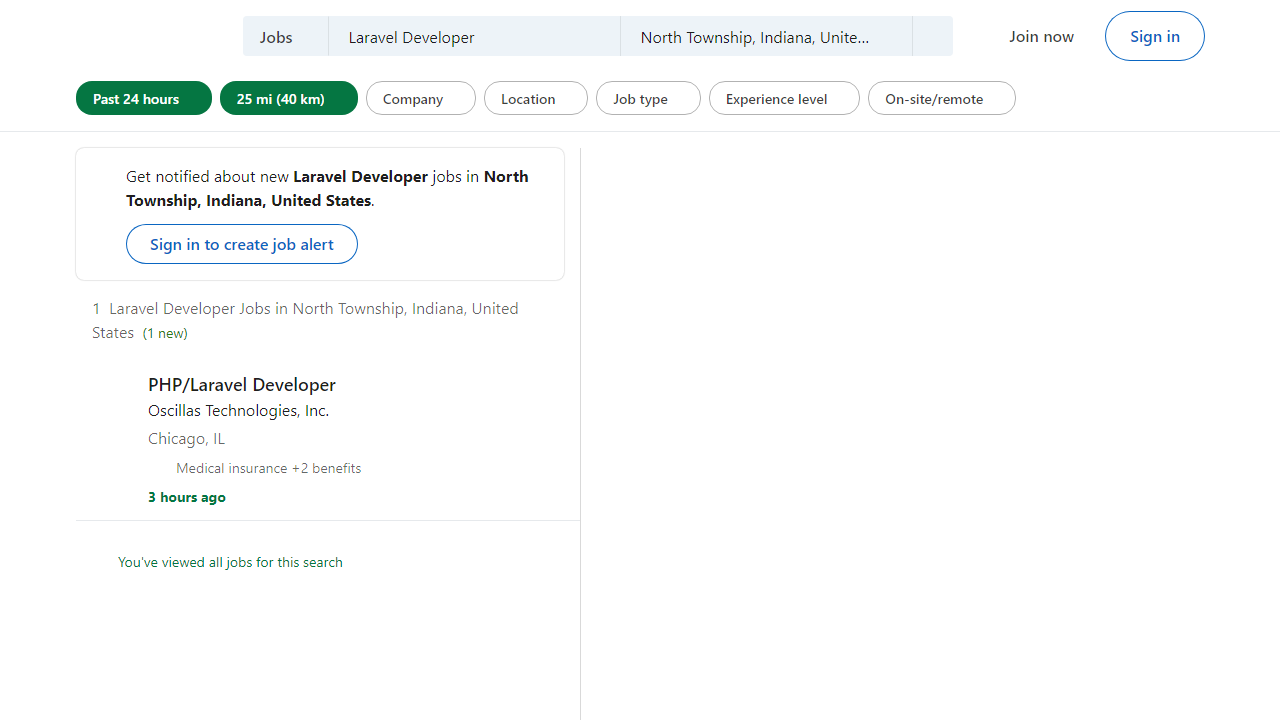 Jobs
Laravel Developer
North Township, Indiana, Unite...
Join now
Sign in
Past 24 hours
25 mi (40 km)
Company
Location
Job type
Experience level
On-site/remote
Get notified about new Laravel Developer jobs in North
Township, Indiana, United States.
Sign in to create job alert
1 Laravel Developer Jobs in North Township, Indiana, United
States (1 new)
PHP/Laravel Developer
Oscillas Technologies, Inc.
Chicago, IL
Medical insurance +2 benefits
3 hours ago
You've viewed all jobs for this search